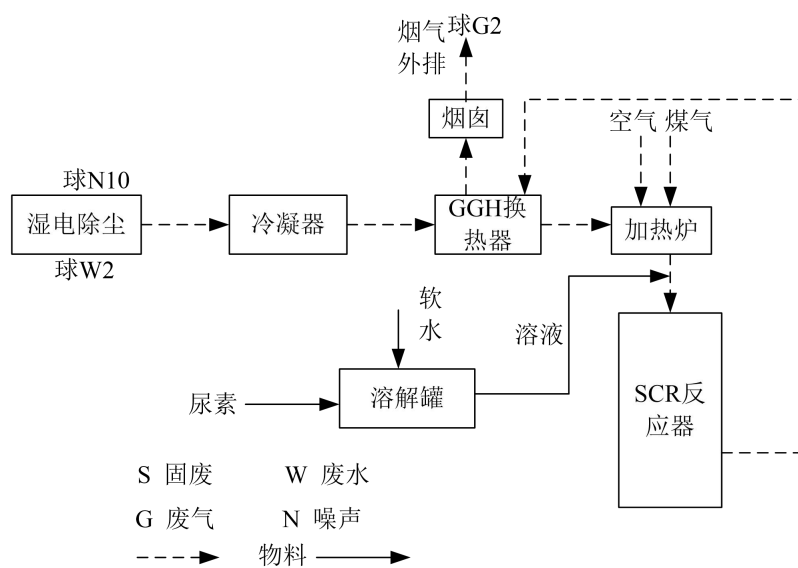 烟气球G2
外排
烟囱
空气 煤气
球N10
湿电除尘
球W2
冷凝器
GGH换
热器
加热炉
软
水
溶液
尿素
溶解罐
SCR反
应器
S 固废
W 废水
G 废气
N 噪声
物料